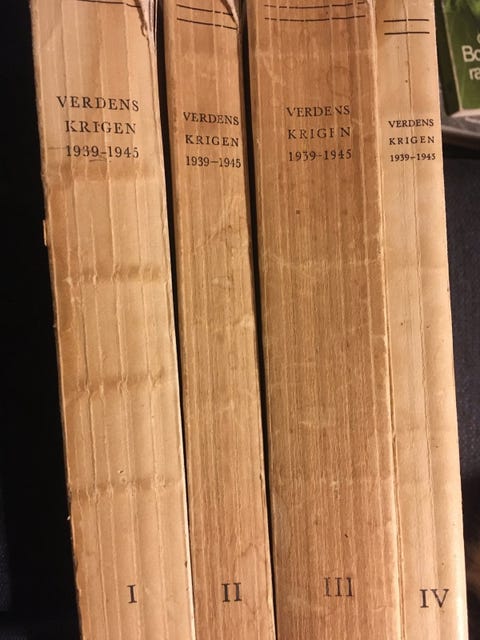 VERDENS
KRIGEN
1939-1945
I
VERDENS
KRIGEN
1939-1945
II
VERDENS
KRIGEN
1939-1945
III
VERDENS
KRIGEN
1939-1945
IV